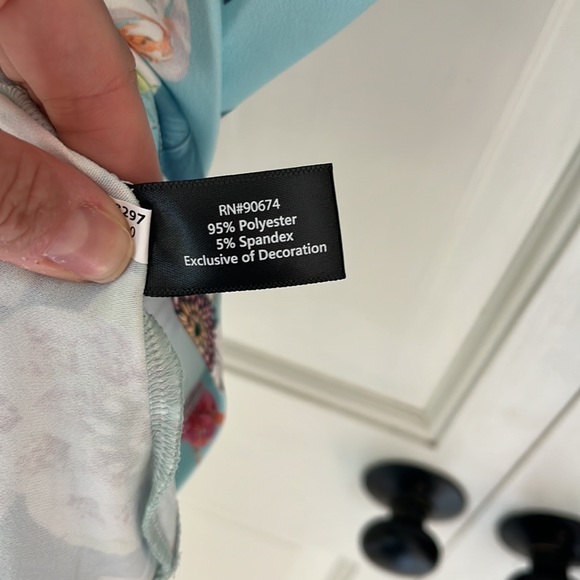 RN#90674
95% Polyester
5% Spandex
Exclusive of Decoration